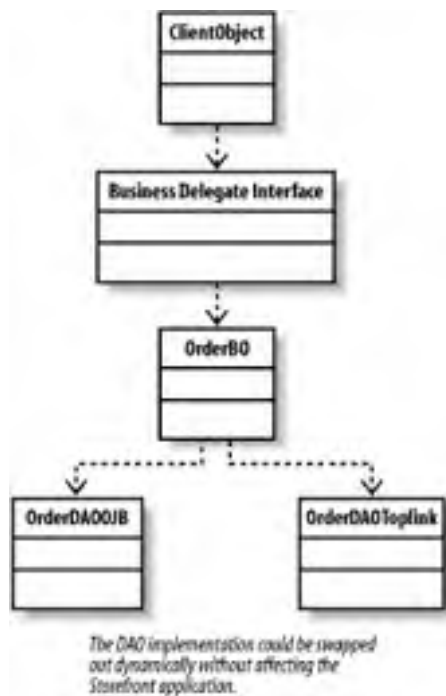 ClientObject
Business Delegate Interface
OrderBO
OrderDAOOJB
OrderDAOToplink
The DAO implementation could be swapped
out dynamically without affecting the
Storefront application.